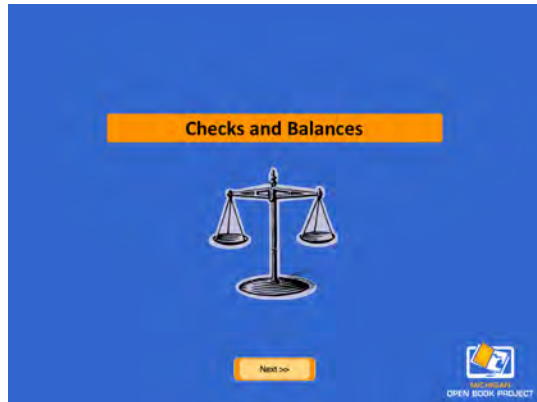 Checks and Balances
Next >>
MICHIGAN
OPEN BOOK PROJECT